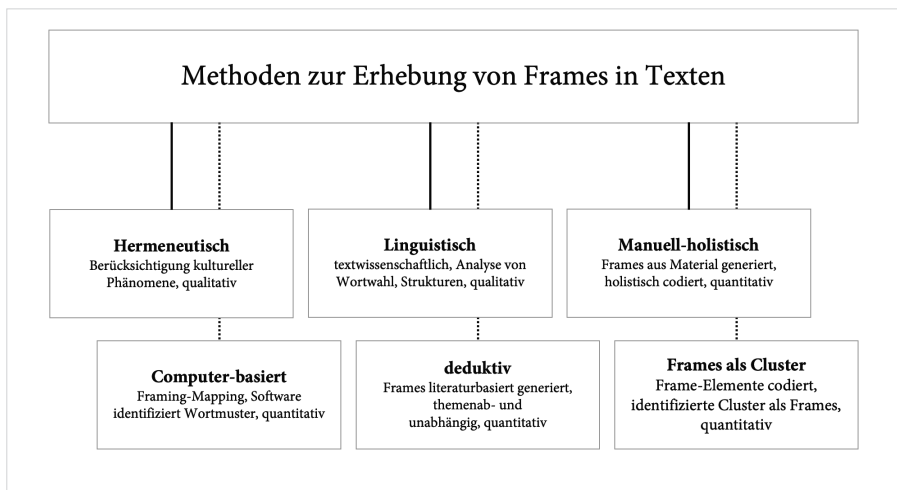 Methoden zur Erhebung von Frames in Texten
Hermeneutisch
Berücksichtigung kultureller
Phänomene, qualitativ
Linguistisch
textwissenschaftlich, Analyse von
Wortwahl, Strukturen, qualitativ
Manuell-holistisch
Frames aus Material generiert,
holistisch codiert, quantitativ
Computer-basiert
Framing-Mapping, Software
identifiziert Wortmuster, quantitativ
deduktiv
Frames literaturbasiert generiert,
themenab- und
unabhängig, quantitativ
Frames als Cluster
Frame-Elemente codiert,
identifizierte Cluster als Frames,
quantitativ